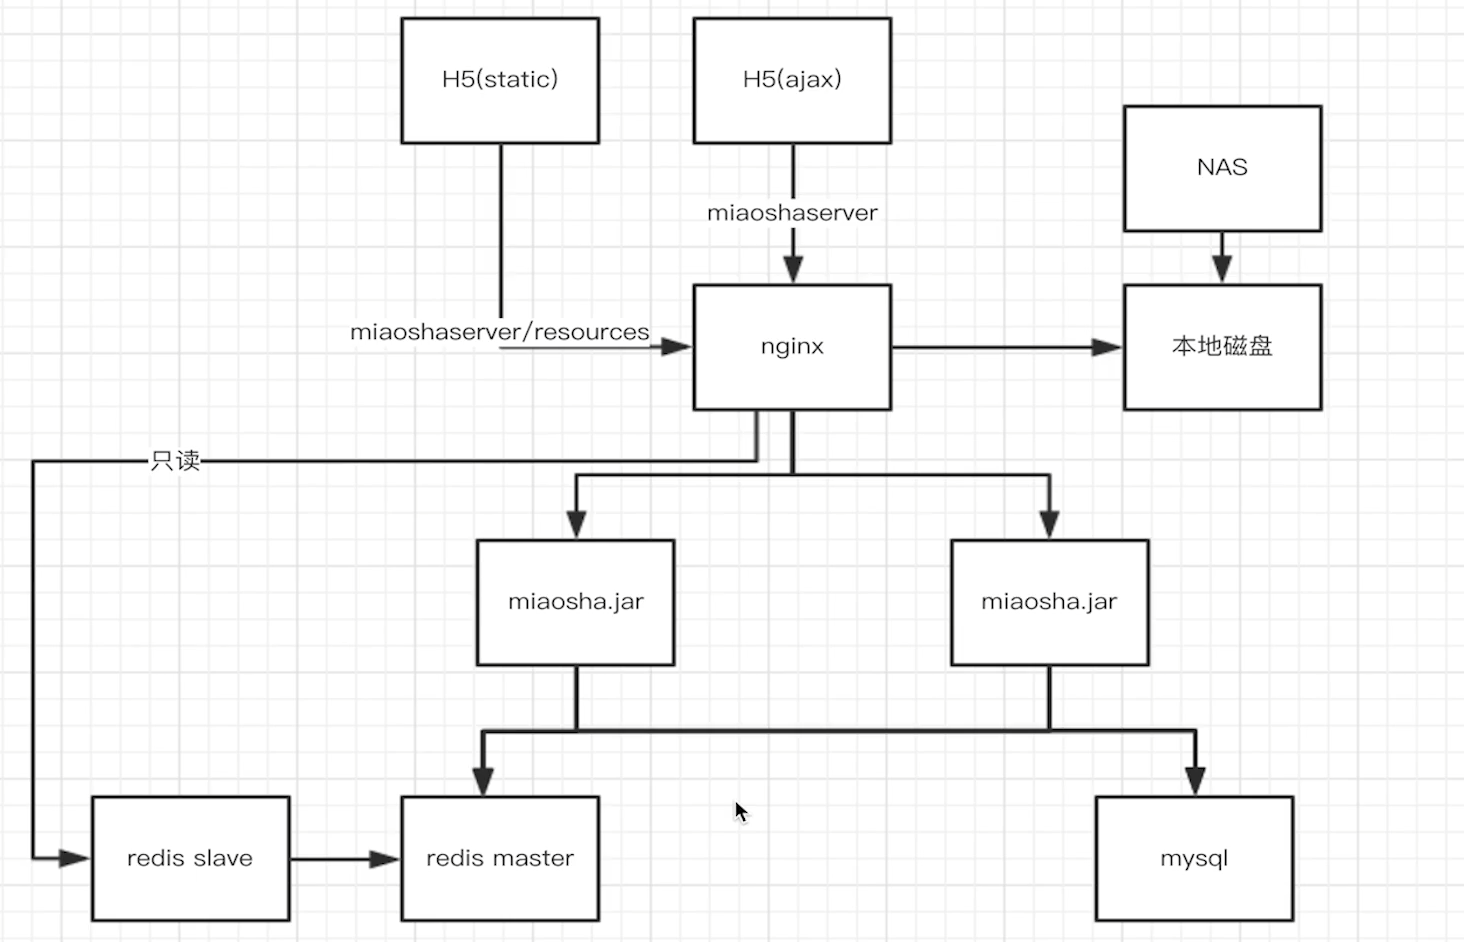 H5(static)
H5(ajax)
NAS
miaoshaserver
miaoshaserver/resources
nginx
本地磁盘
只读
miaosha.jar
miaosha.jar
redis slave
redis master
mysql